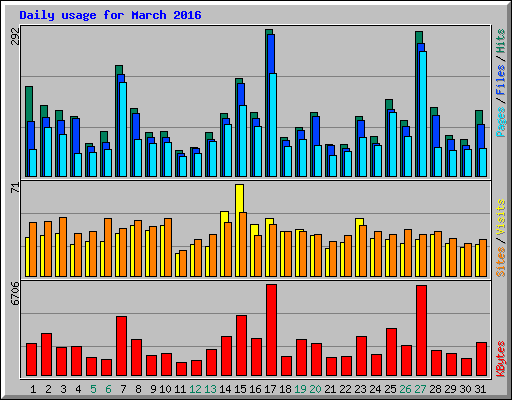 Daily usage for March 2016
292
Pages / Files / Hits
71
Sites / Visits
6706
KBytes
1 2 3 4 5 6 7 8 9 10 11 12 13 14 15 16 17 18 19 20 21 22 23 24 25 26 27 28 29 30 31